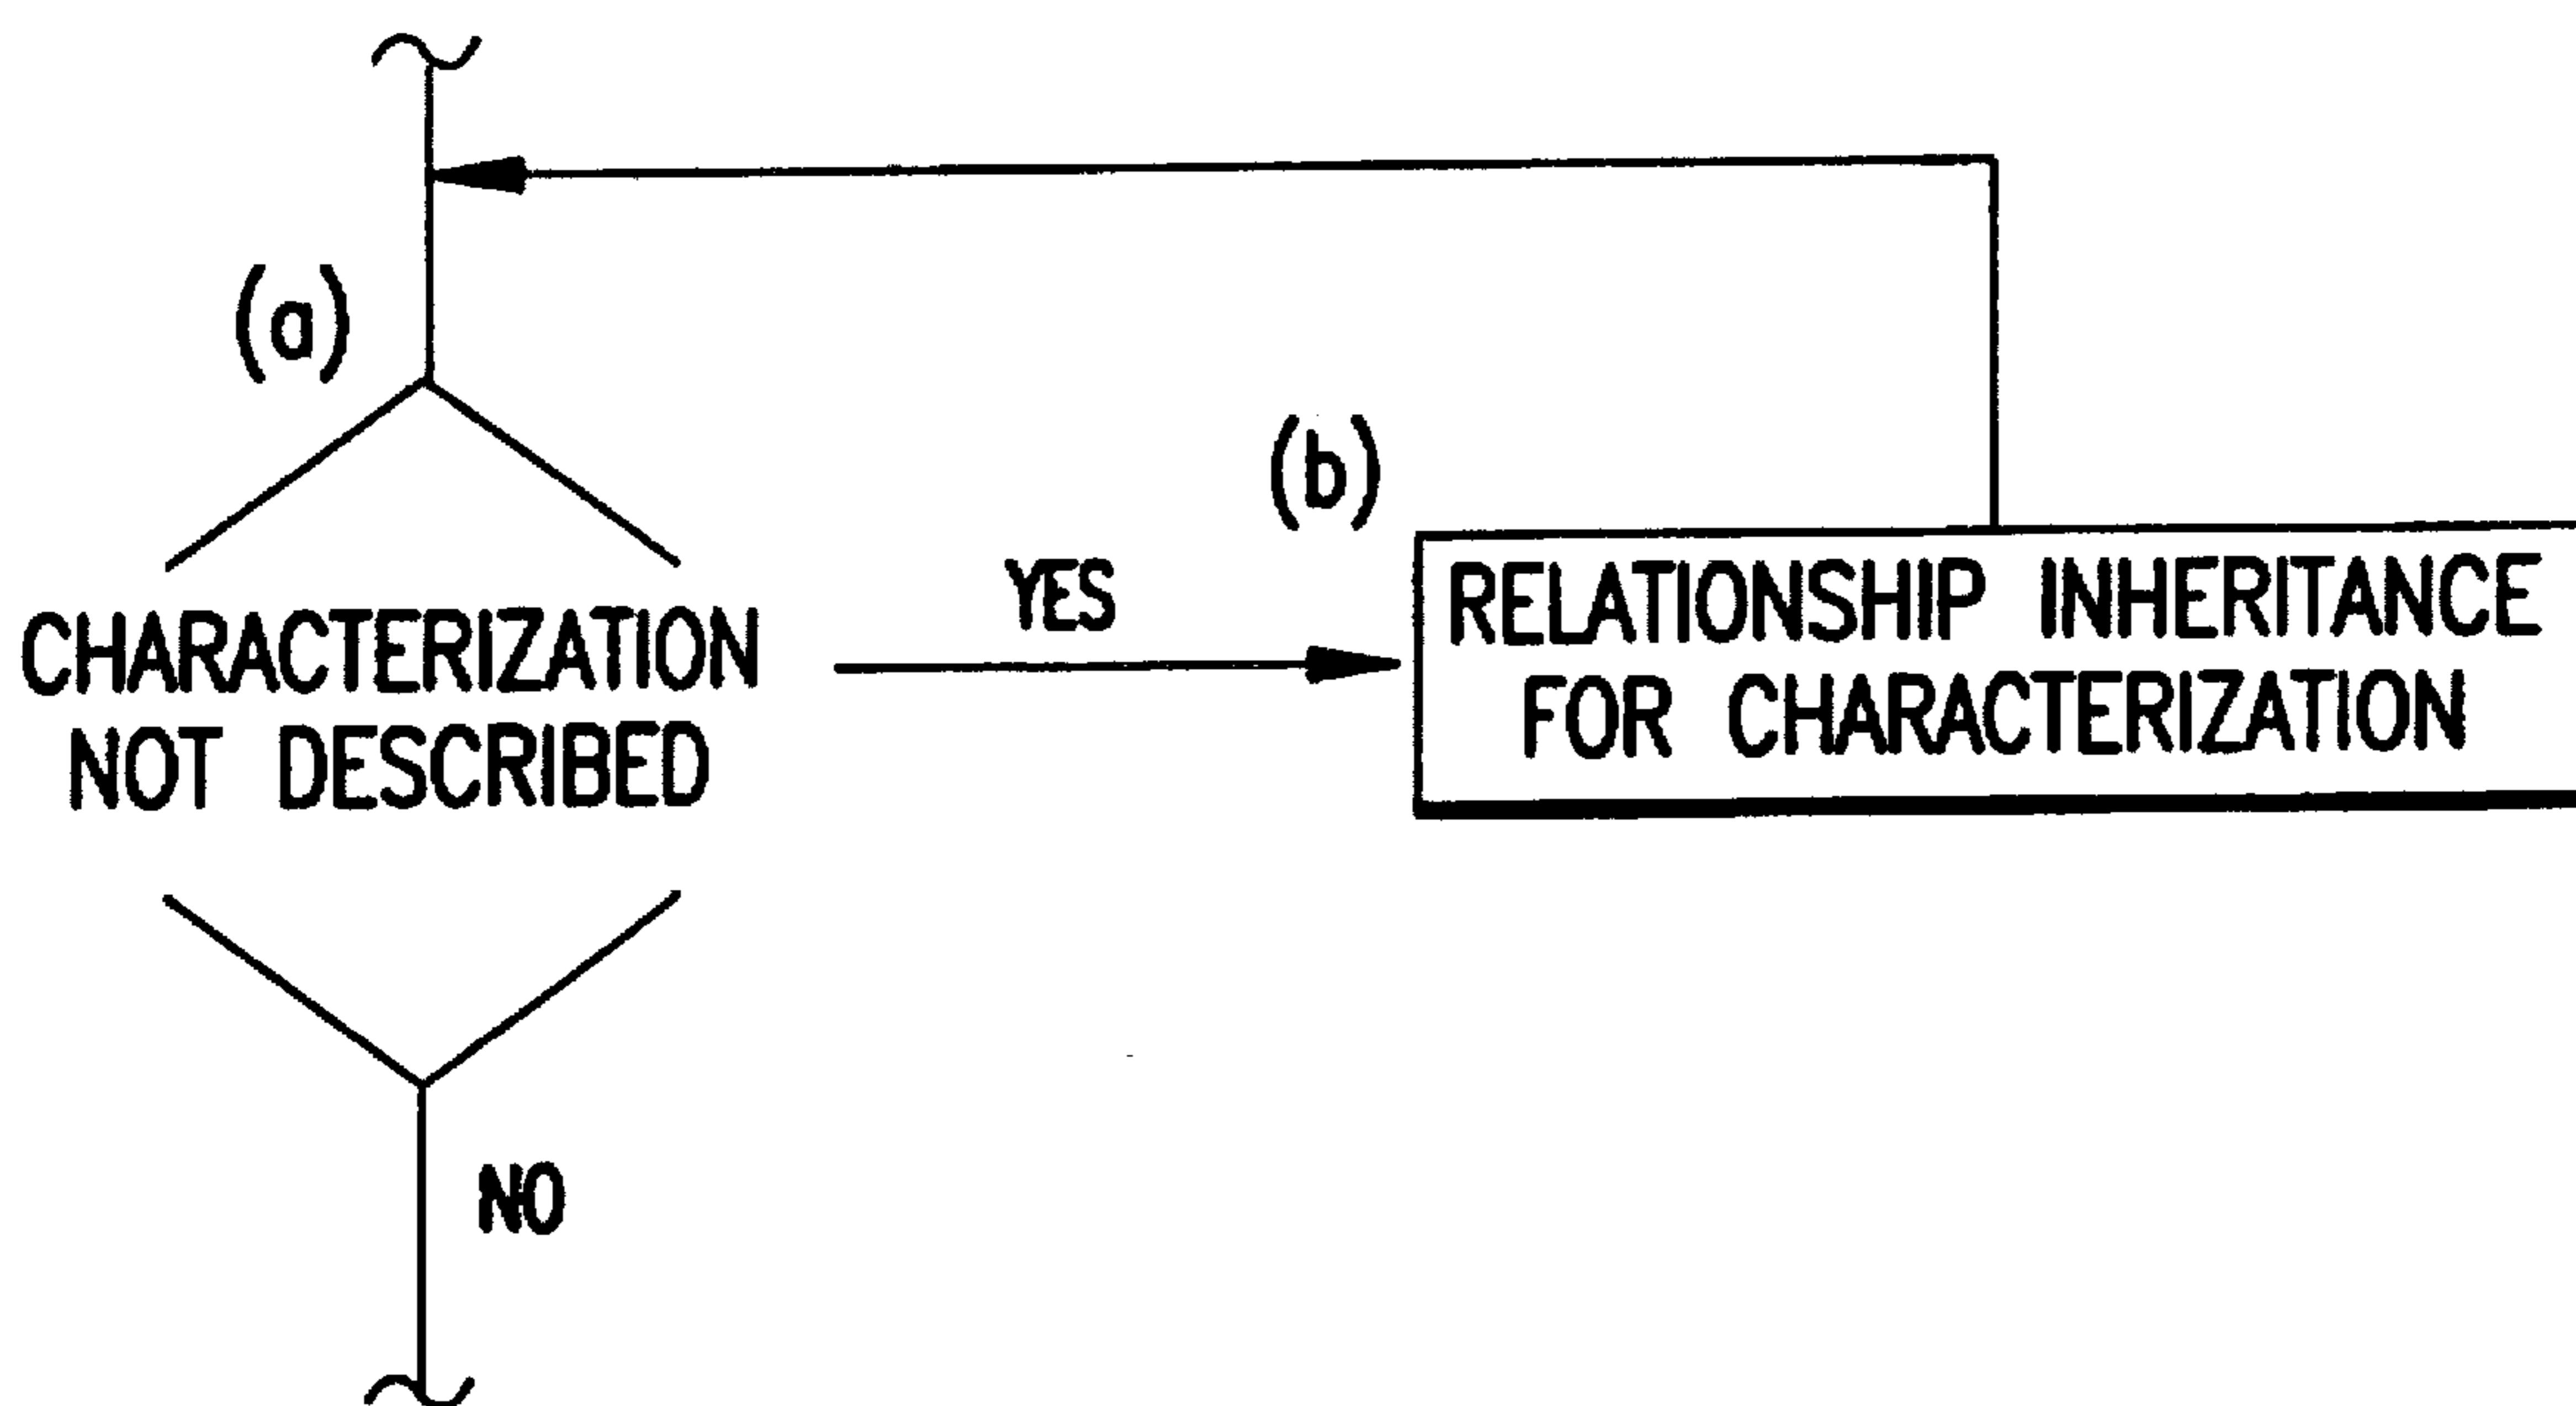 (a)
CHARACTERIZATION
NOT DESCRIBED
YES
(b)
RELATIONSHIP INHERITANCE
FOR CHARACTERIZATION
NO